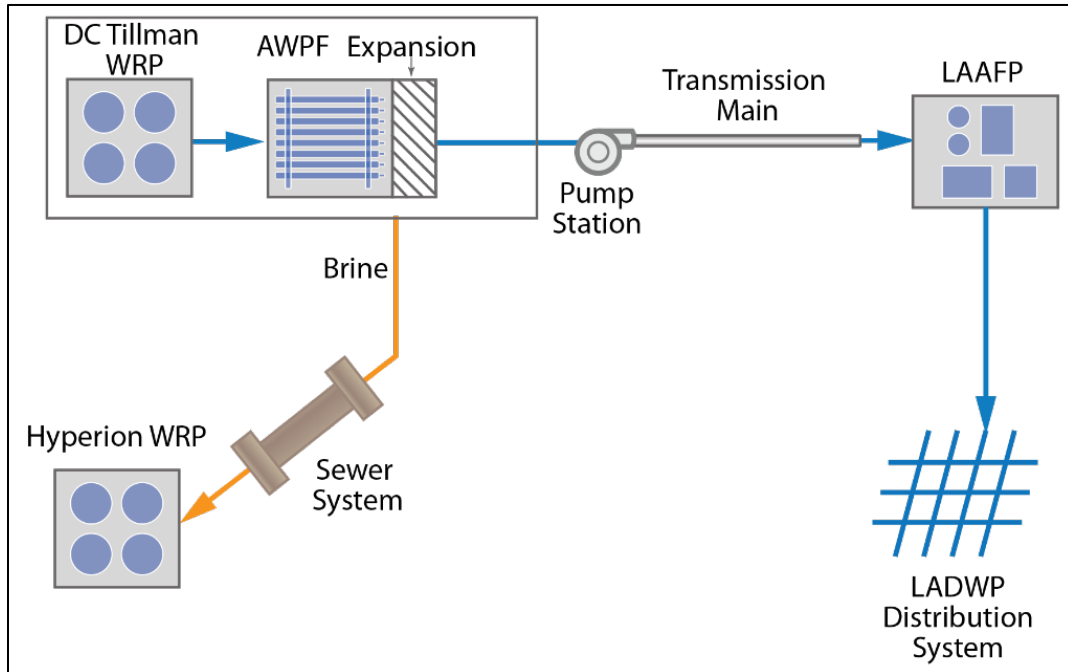 DC Tillman
WRP
AWPF
Expansion
Transmission
Main
LAAFP
Pump
Station
Brine
Hyperion WRP
Sewer
System
LADWP
Distribution
System